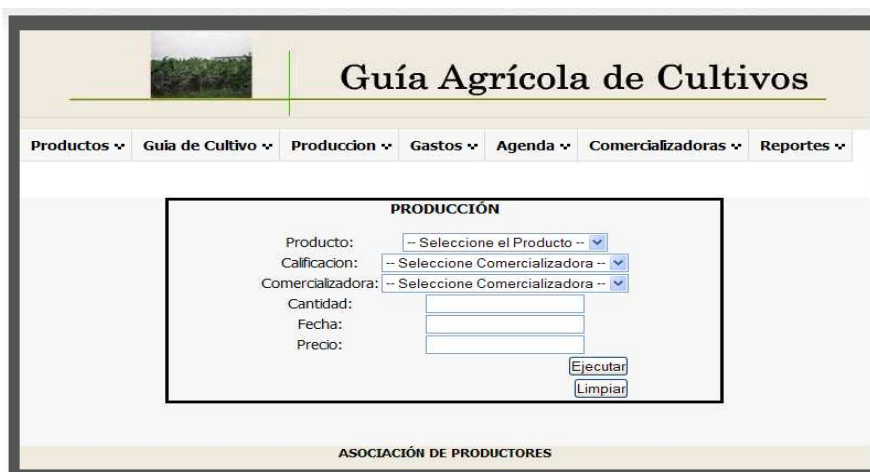 Guía Agrícola de Cultivos
Productos Guia de Cultivo Produccion Gastos Agenda Comercializadoras Reportes
PRODUCCIÓN
Producto: -- Seleccione el Producto --
Calificacion: -- Seleccione Comercializadora --
Comercializadora: -- Seleccione Comercializadora --
Cantidad:
Fecha:
Precio:
Ejecutar
Limpiar
ASOCIACIÓN DE PRODUCTORES